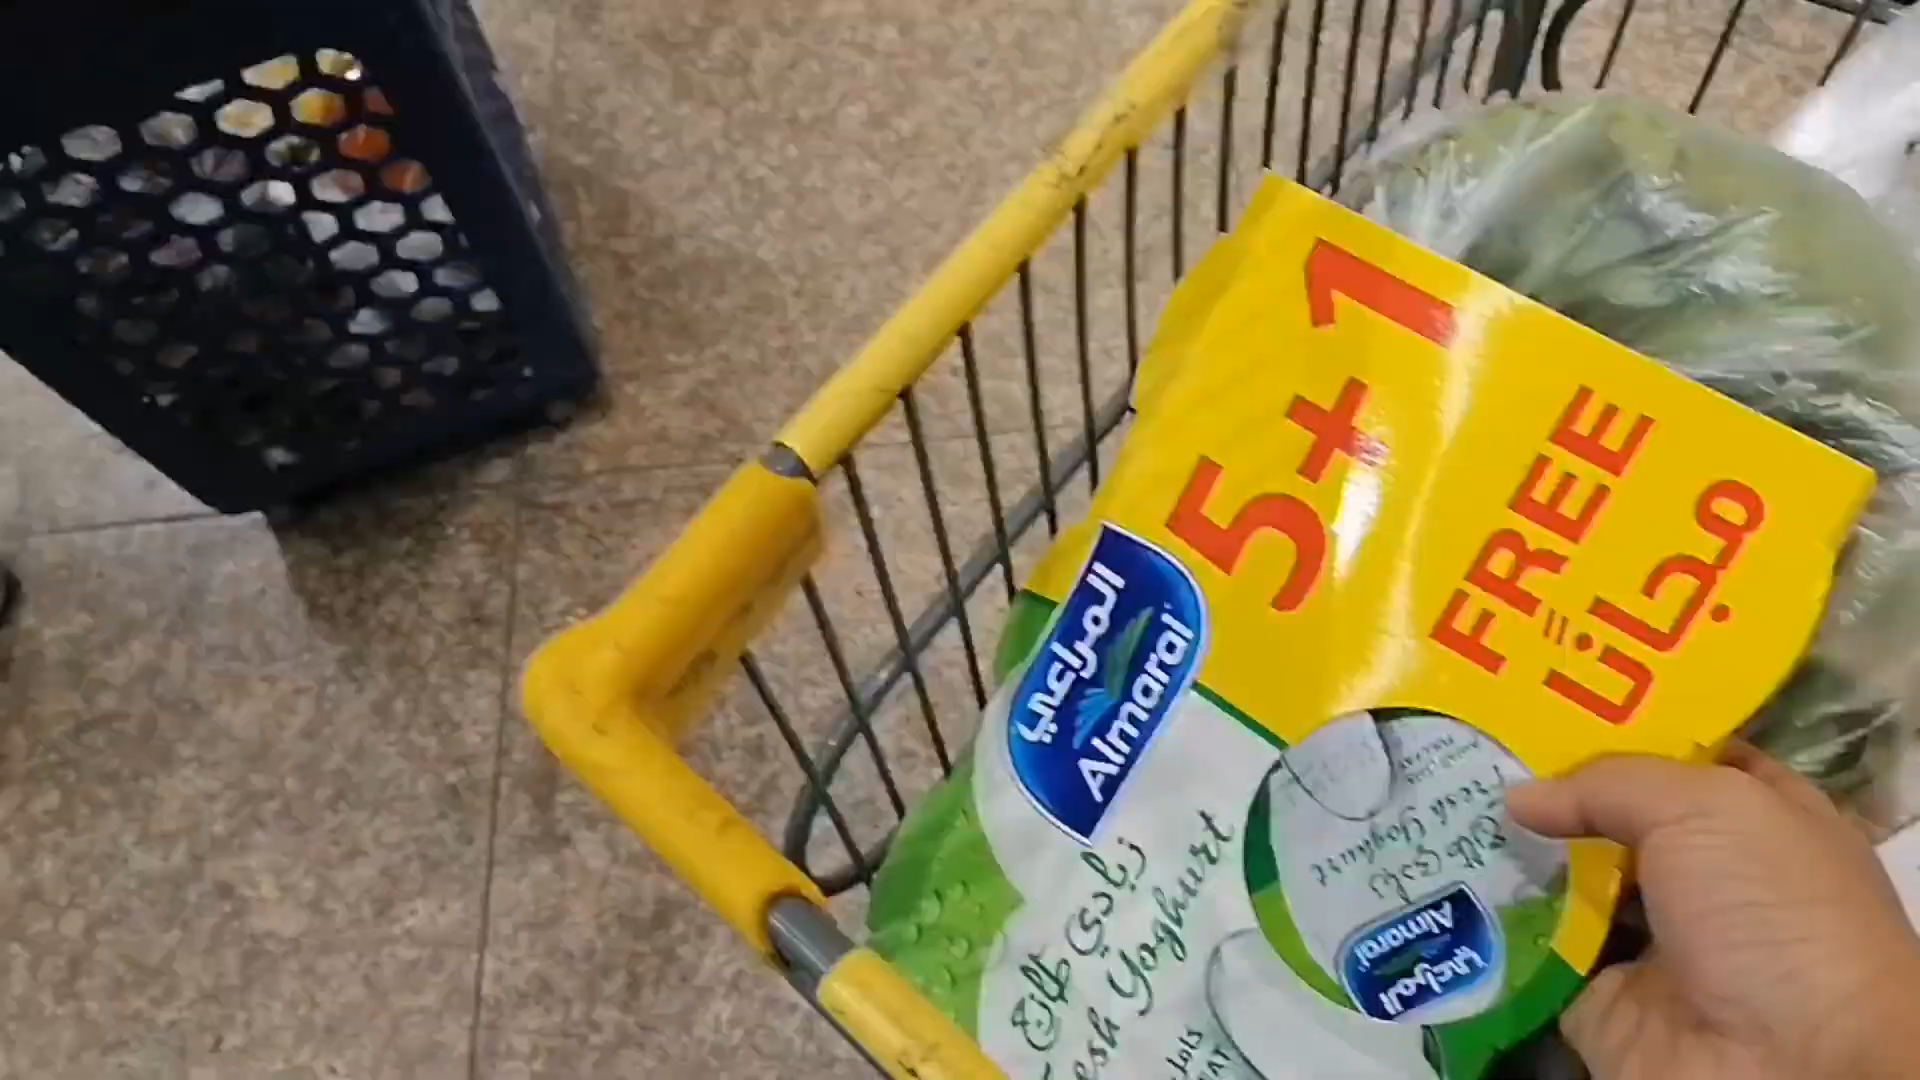 5+1
FREE
مجانًا
المراعي
Almarai
زبادي طازج
Fresh Yoghurt
زبادي طازج
Fresh Yoghurt
المراعي
Almarai